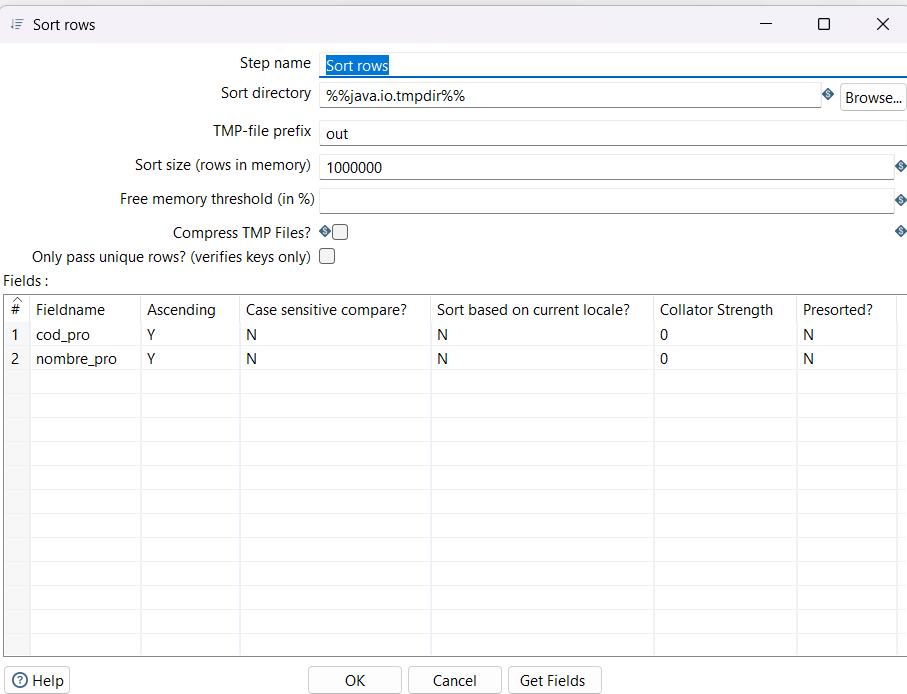 Sort rows
Step name Sort rows
Sort directory %%java.io.tmpdir%% Browse...
TMP-file prefix out
Sort size (rows in memory) 1000000
Free memory threshold (in %)
Compress TMP Files?
Only pass unique rows? (verifies keys only)
Fields :
# Fieldname Ascending Case sensitive compare? Sort based on current locale? Collator Strength Presorted?
1 cod_pro Y N N 0 N
2 nombre_pro Y N N 0 N
Help OK Cancel Get Fields